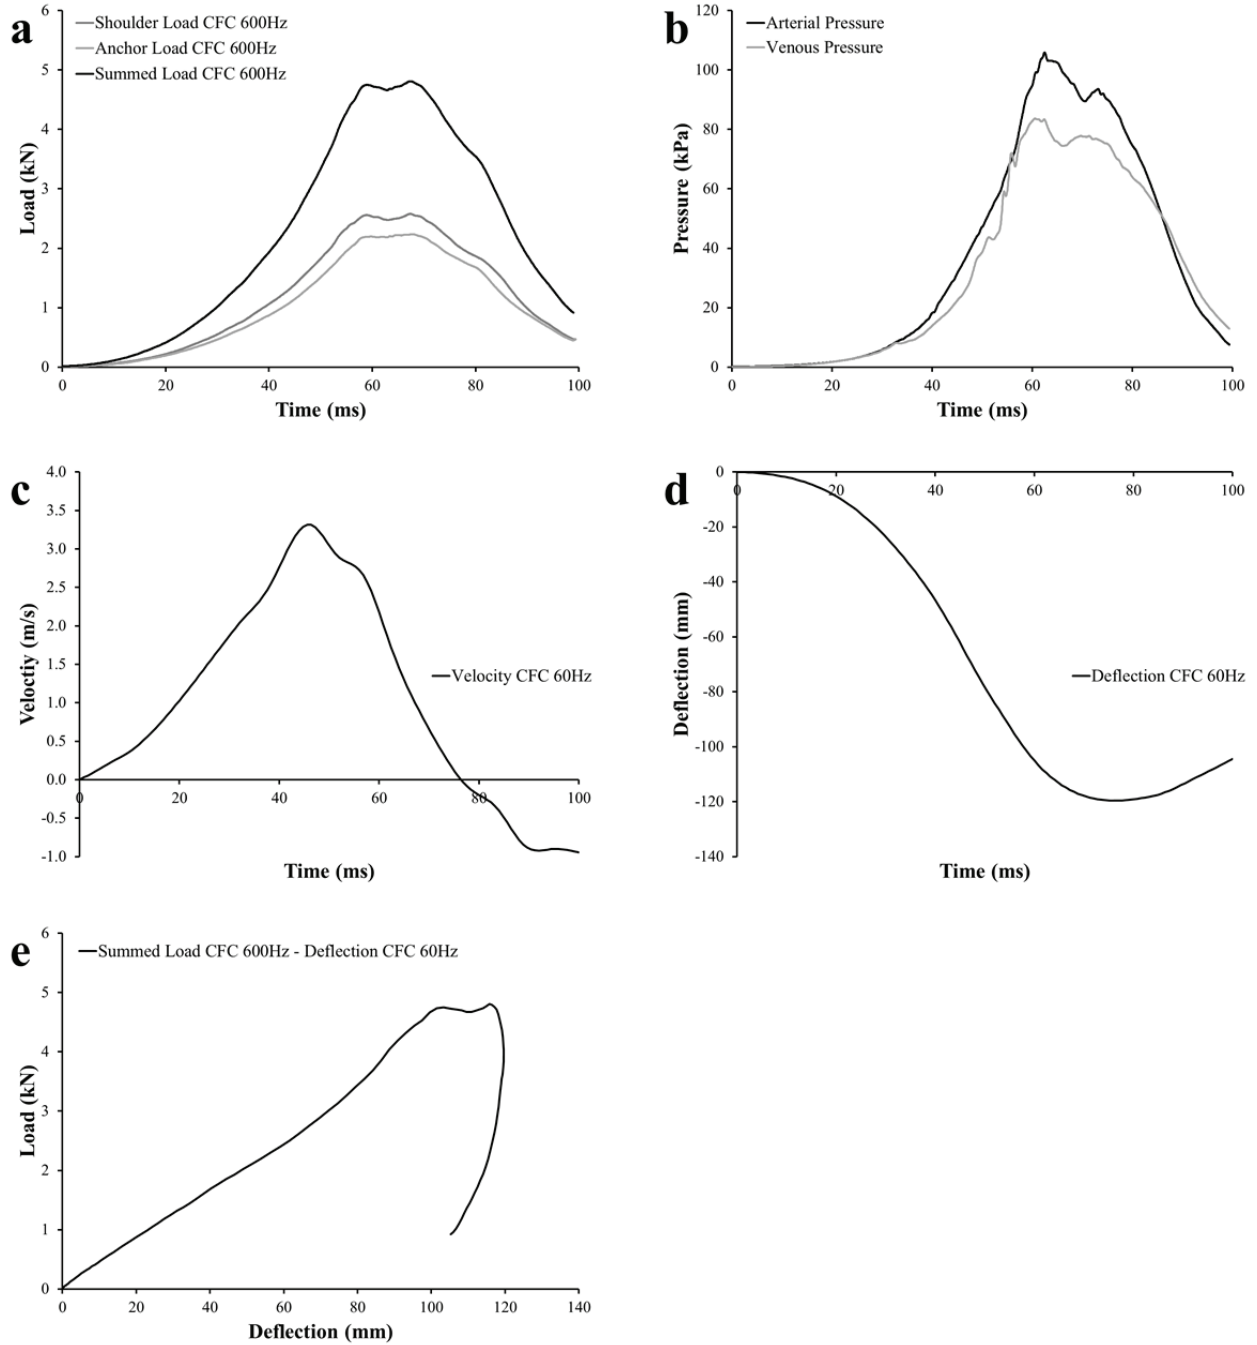 a
Shoulder Load CFC 600Hz
Anchor Load CFC 600Hz
Summed Load CFC 600Hz
6
5
4
3
2
1
0
Load (kN)
0 20 40 60 80 100
Time (ms)
b
Arterial Pressure
Venous Pressure
120
100
80
60
40
20
0
Pressure (kPa)
0 20 40 60 80 100
Time (ms)
c
4.0
3.5
3.0
2.5
2.0
1.5
1.0
0.5
0.0
-0.5
-1.0
Veloctiy (m/s)
Velocity CFC 60Hz
0 20 40 60 80 100
Time (ms)
d
0
-20
-40
-60
-80
-100
-120
-140
Deflection (mm)
0 20 40 60 80 100
Deflection CFC 60Hz
Time (ms)
e
Summed Load CFC 600Hz - Deflection CFC 60Hz
6
5
4
3
2
1
0
Load (kN)
0 20 40 60 80 100 120 140
Deflection (mm)